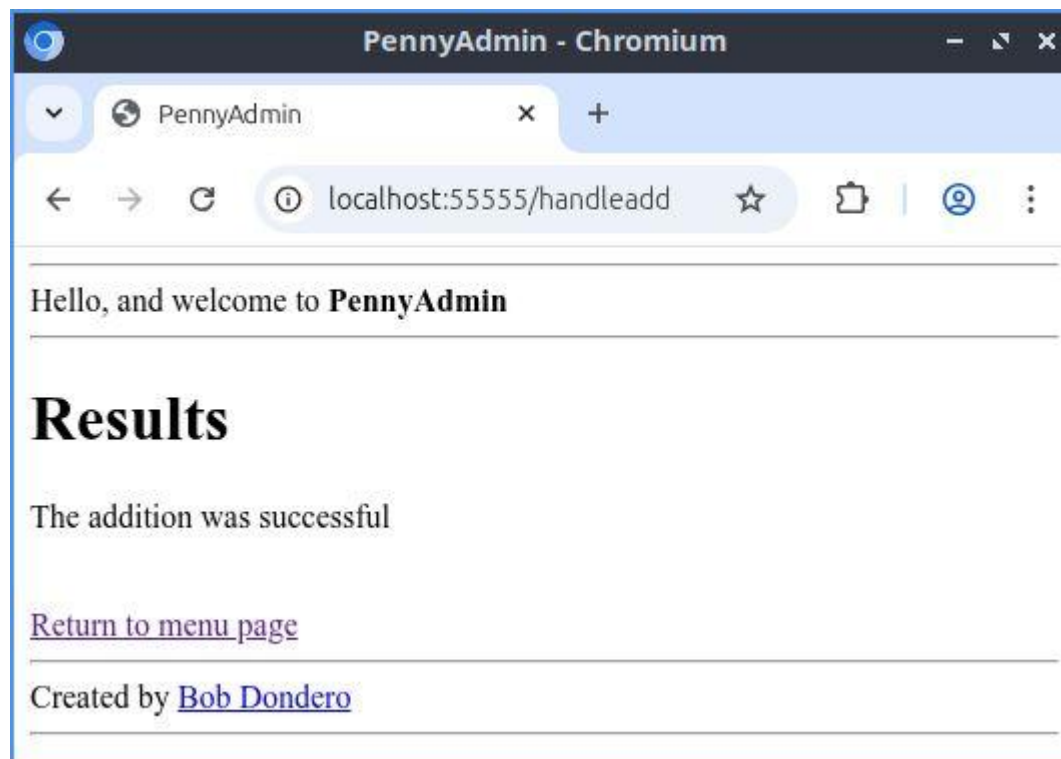 PennyAdmin - Chromium
PennyAdmin
localhost:55555/handleadd
Hello, and welcome to PennyAdmin
Results
The addition was successful
Return to menu page
Created by Bob Dondero